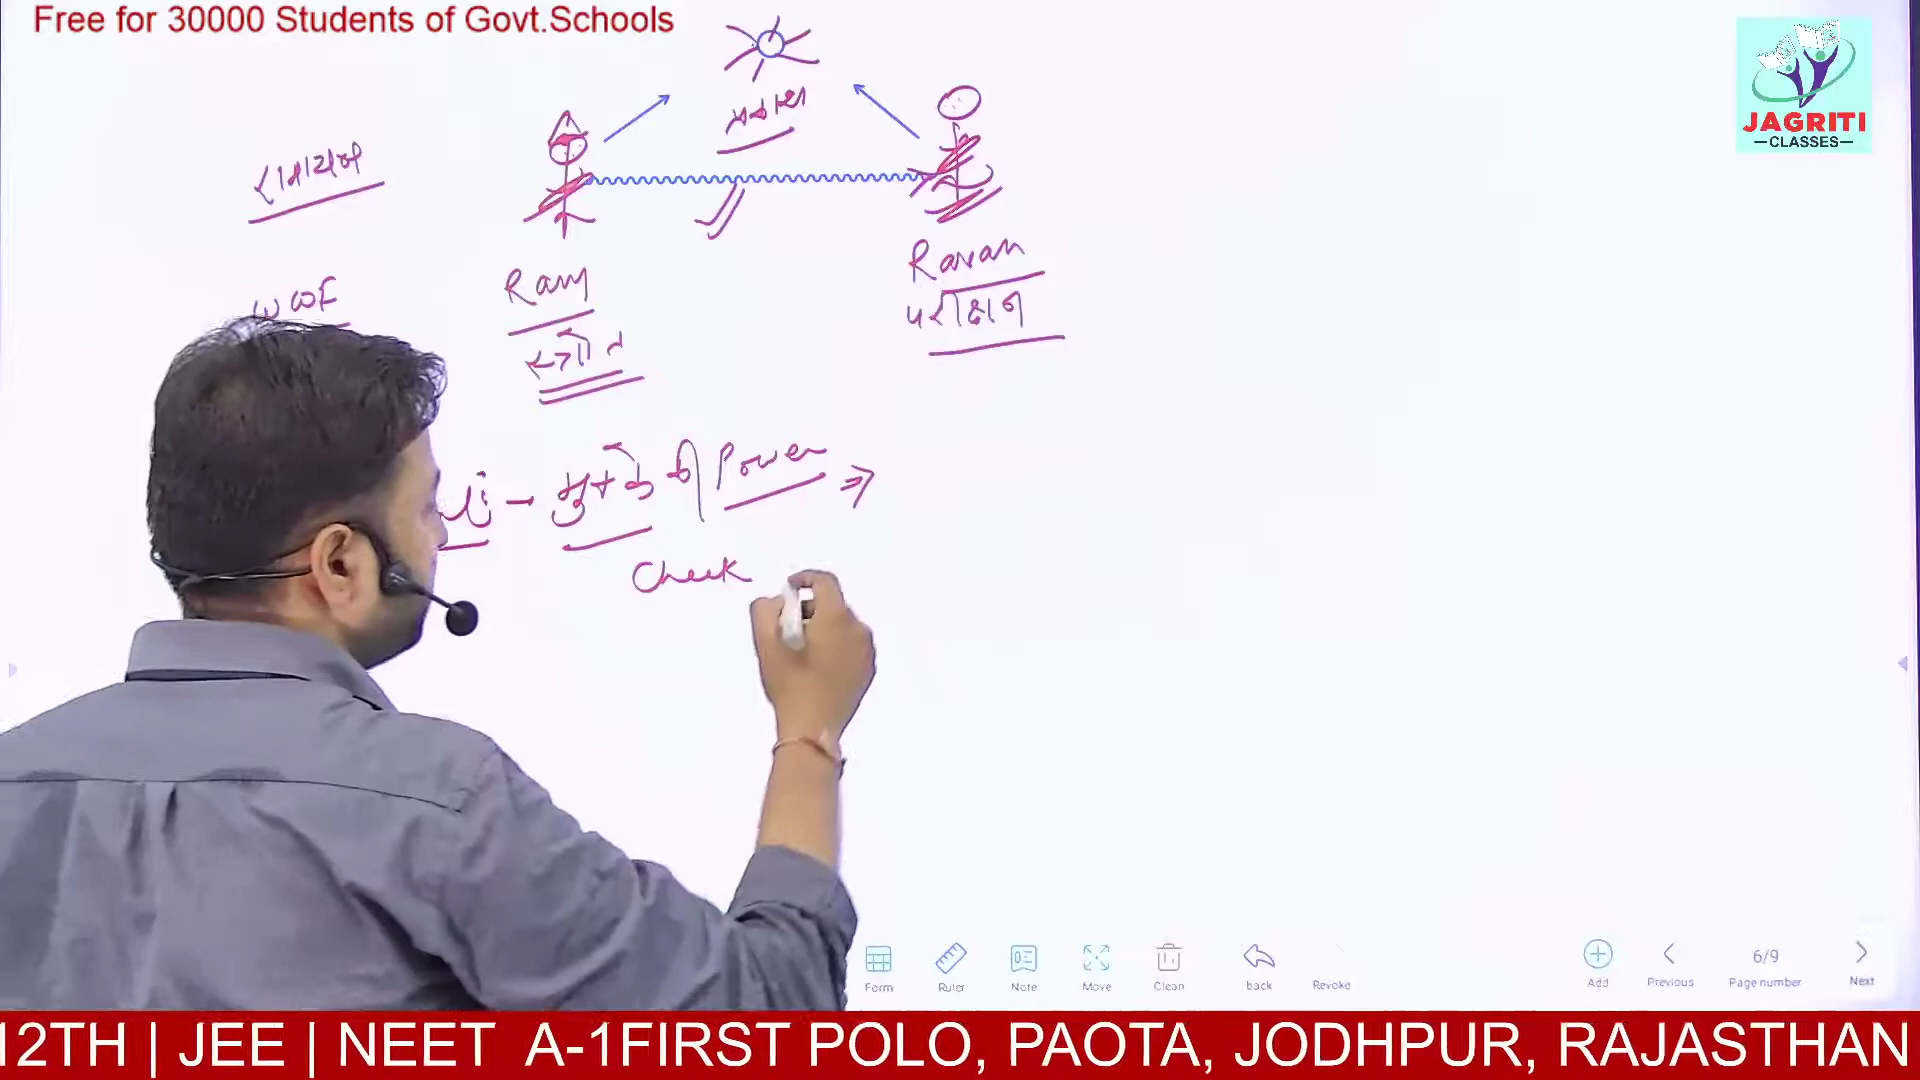 Free for 30000 Students of Govt.Schools
JAGRITI
CLASSES
रामायण
WWF
Ram
स्त्रोत
Ravan
परीक्षण
की Power ⇒
Check
Form
Ruler
Note
Move
Clean
back
Revoke
Add
Previous
6/9
Page number
Next
12TH | JEE | NEET A-1FIRST POLO, PAOTA, JODHPUR, RAJASTHAN